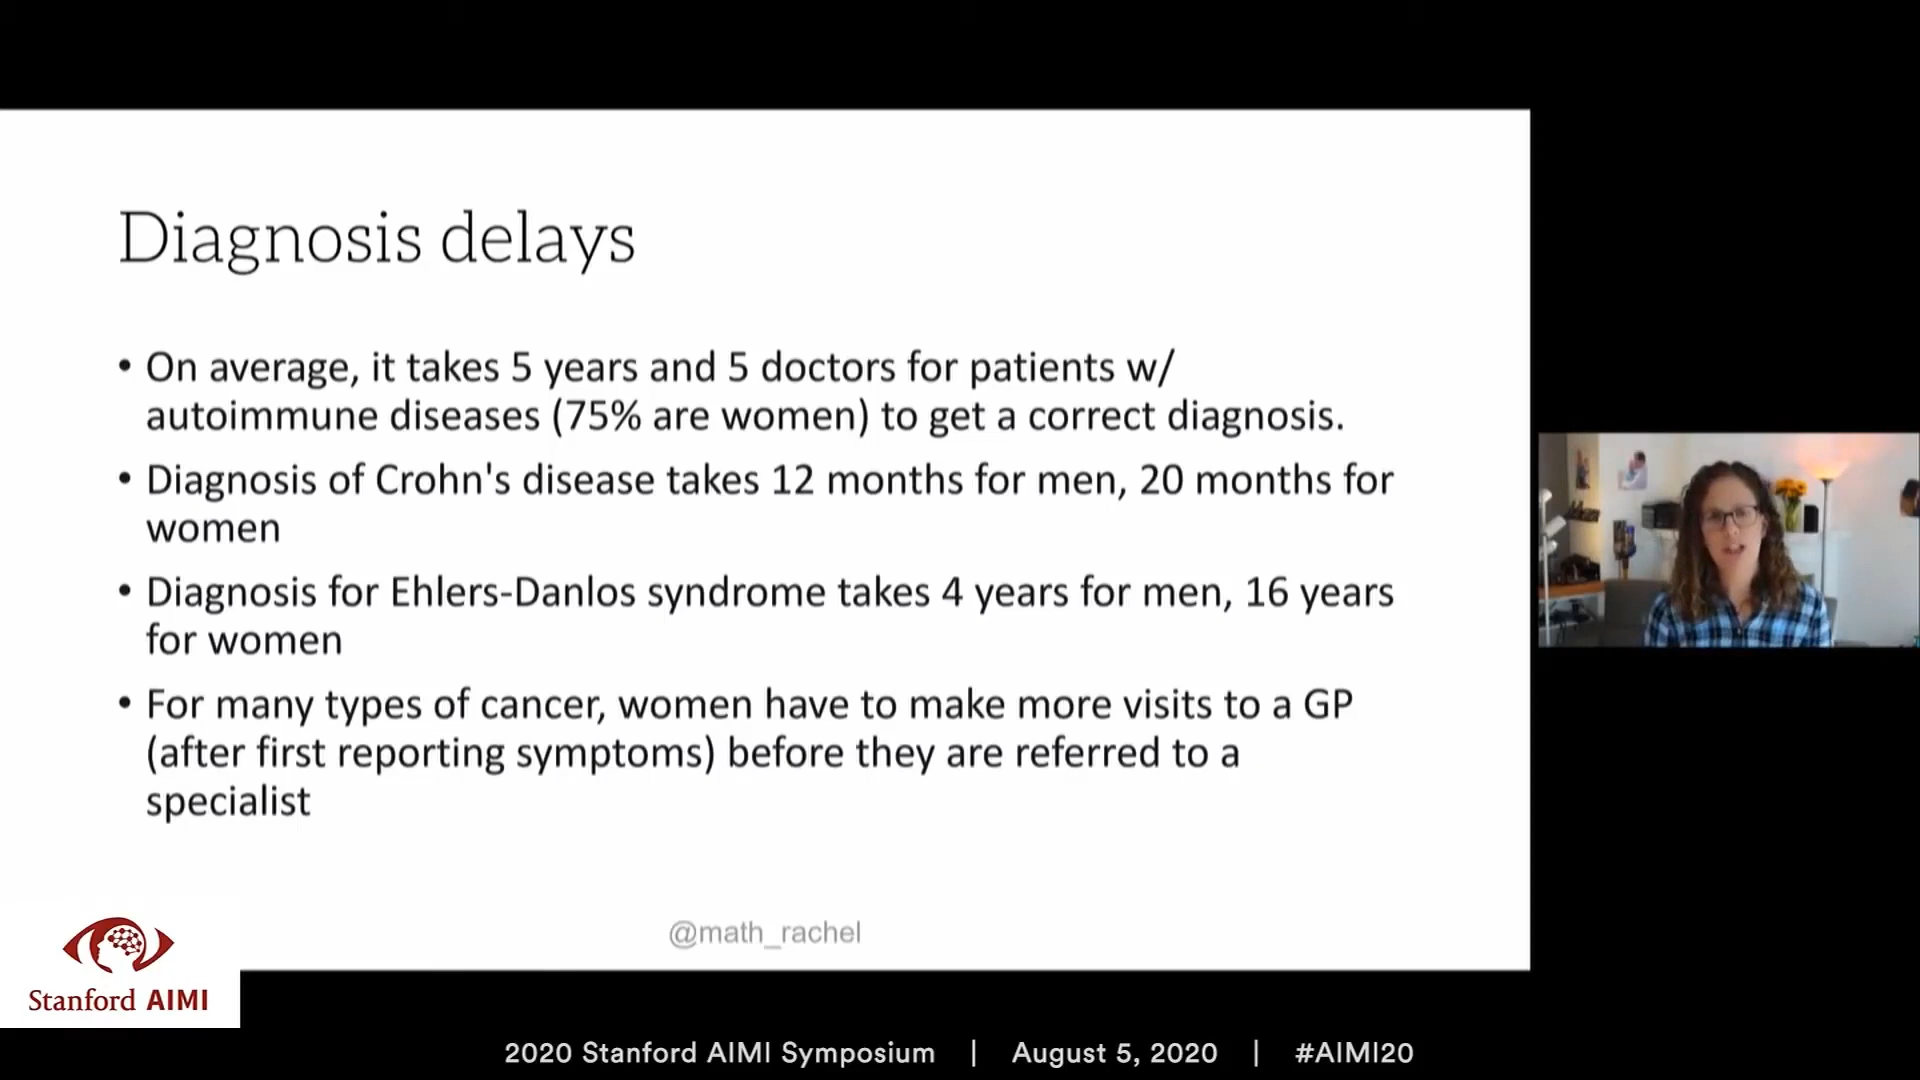 Diagnosis delays
• On average, it takes 5 years and 5 doctors for patients w/
autoimmune diseases (75% are women) to get a correct diagnosis.
• Diagnosis of Crohn's disease takes 12 months for men, 20 months for
women
• Diagnosis for Ehlers-Danlos syndrome takes 4 years for men, 16 years
for women
• For many types of cancer, women have to make more visits to a GP
(after first reporting symptoms) before they are referred to a
specialist
@math_rachel
Stanford AIMI
2020 Stanford AIMI Symposium | August 5, 2020 | #AIMI20